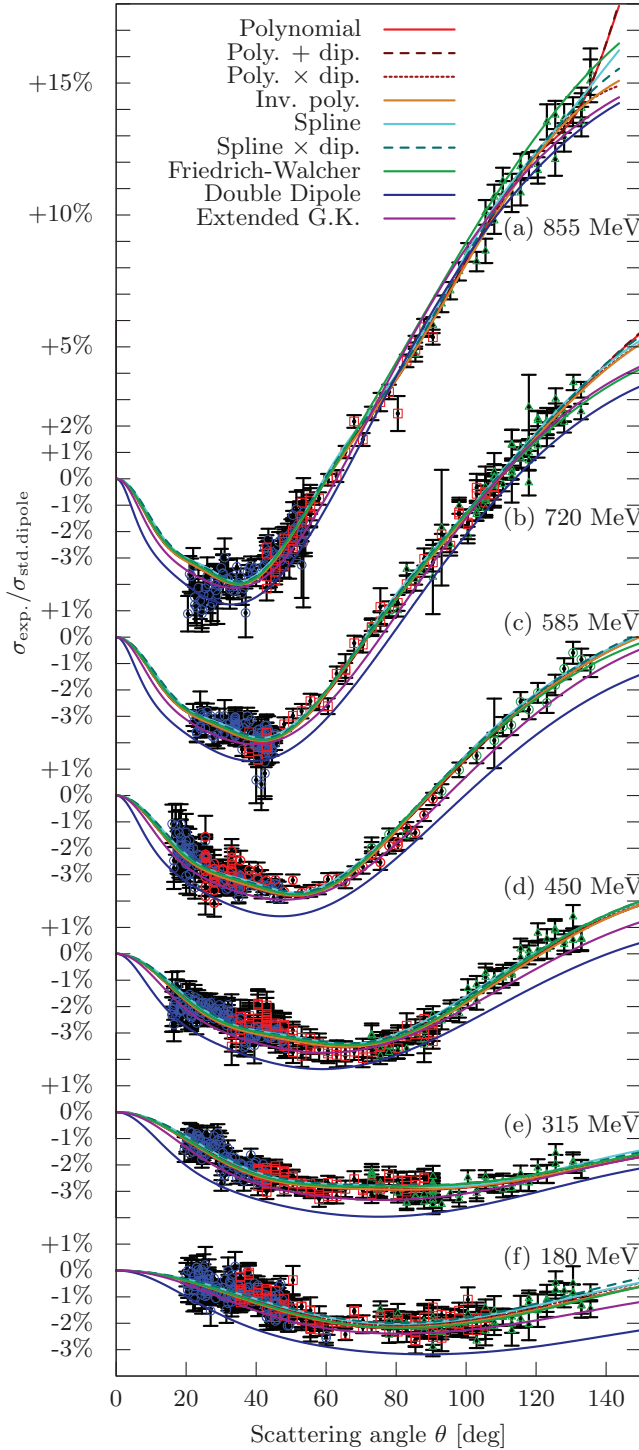 Polynomial
Poly. + dip.
Poly. × dip.
Inv. poly.
Spline
Spline × dip.
Friedrich-Walcher
Double Dipole
Extended G.K.
+15%
+10%
+5%
+2%
+1%
0%
-1%
-2%
-3%
+1%
0%
-1%
-2%
-3%
+1%
0%
-1%
-2%
-3%
+1%
0%
-1%
-2%
-3%
+1%
0%
-1%
-2%
-3%
+1%
0%
-1%
-2%
-3%
(a) 855 MeV
(b) 720 MeV
(c) 585 MeV
(d) 450 MeV
(e) 315 MeV
(f) 180 MeV
σexp./σstd.dipole
0 20 40 60 80 100 120 140
Scattering angle θ [deg]